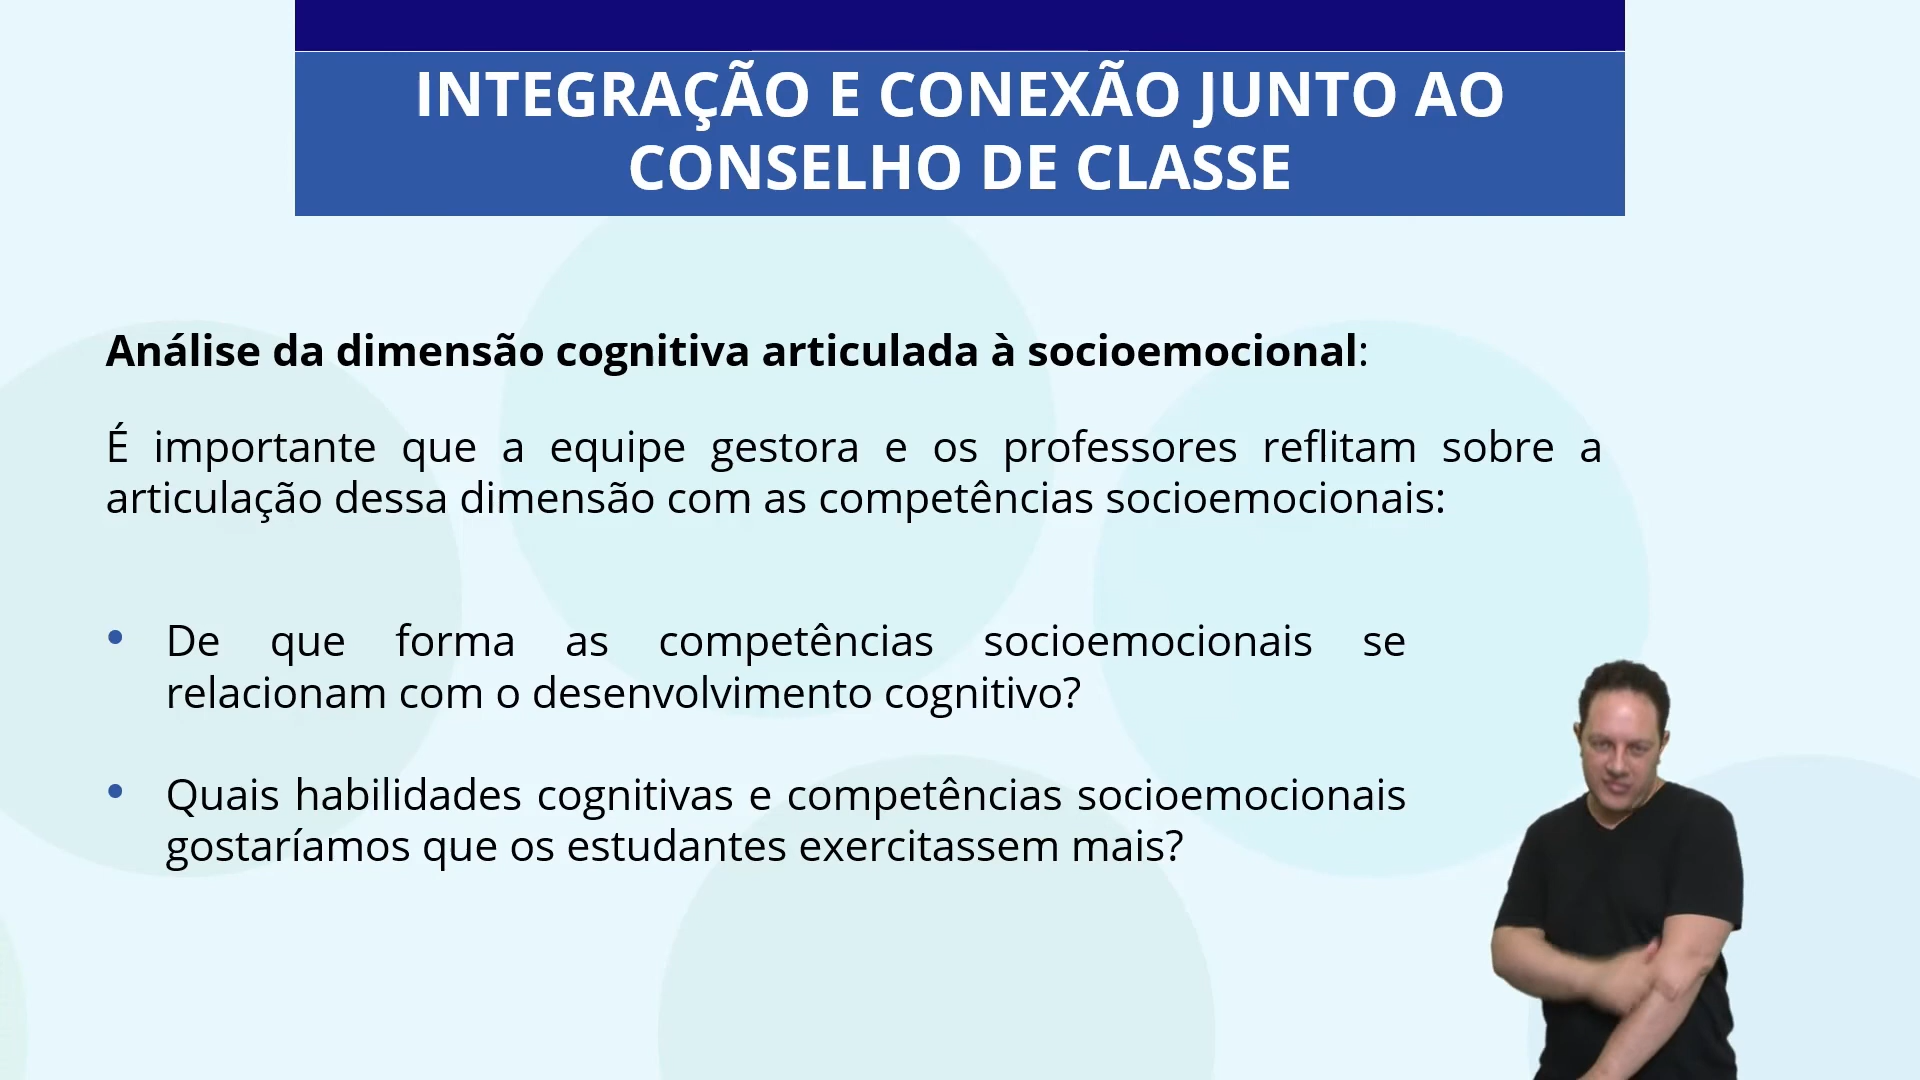 INTEGRAÇÃO E CONEXÃO JUNTO AO
CONSELHO DE CLASSE
Análise da dimensão cognitiva articulada à socioemocional:
É importante que a equipe gestora e os professores reflitam sobre a
articulação dessa dimensão com as competências socioemocionais:
• De que forma as competências socioemocionais se
relacionam com o desenvolvimento cognitivo?
• Quais habilidades cognitivas e competências socioemocionais
gostaríamos que os estudantes exercitassem mais?